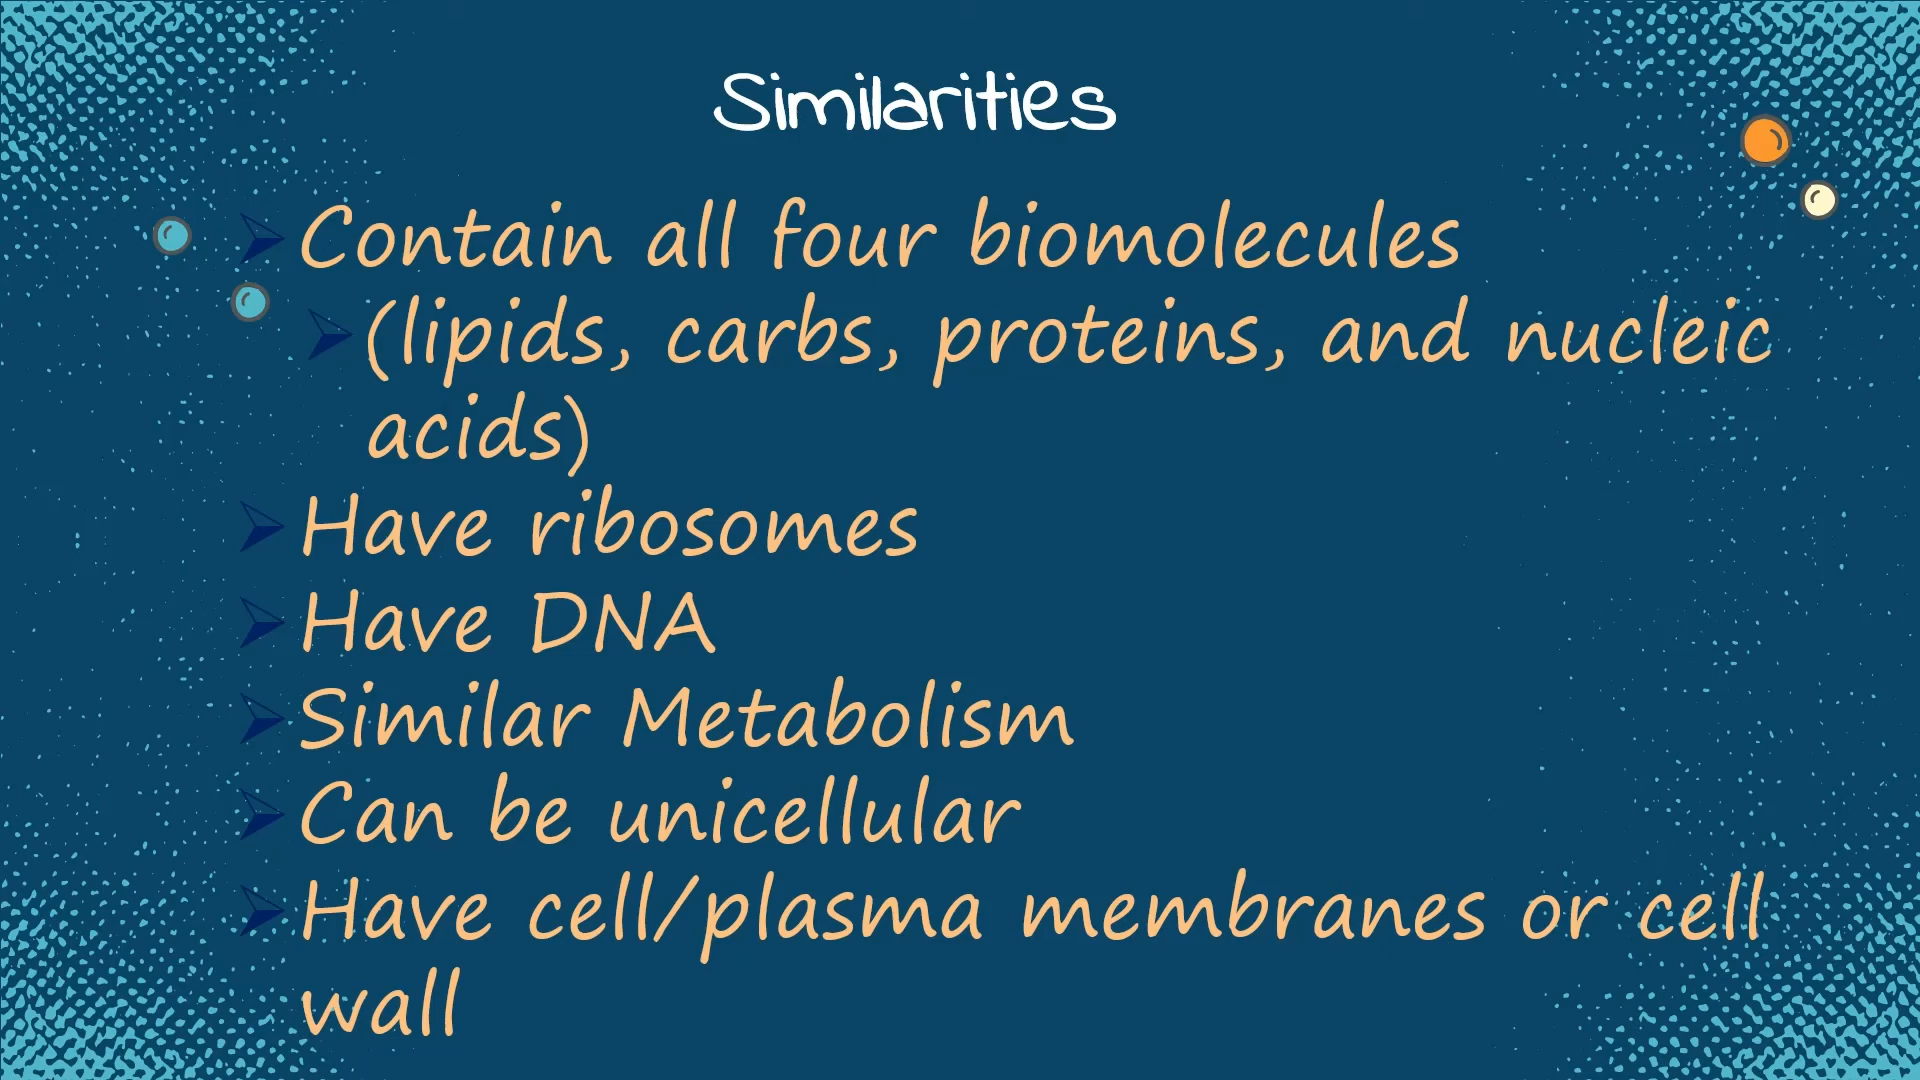 Similarities
Contain all four biomolecules
(lipids, carbs, proteins, and nucleic
acids)
Have ribosomes
Have DNA
Similar Metabolism
Can be unicellular
Have cell/plasma membranes or cell
wall